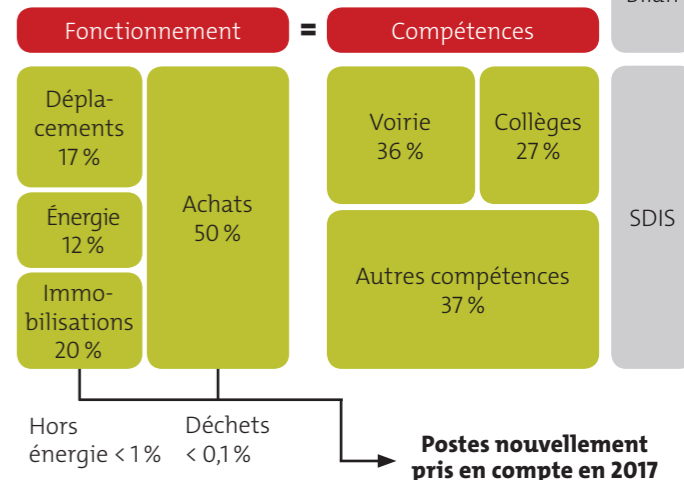 Fonctionnement
=
Compétences
Dépla-
cements
17 %
Énergie
12 %
Immo-
bilisations
20 %
Achats
50 %
Voirie
36 %
Collèges
27 %
Autres compétences
37 %
SDIS
Hors
énergie < 1 %
Déchets
< 0,1 %
Postes nouvellement
pris en compte en 2017